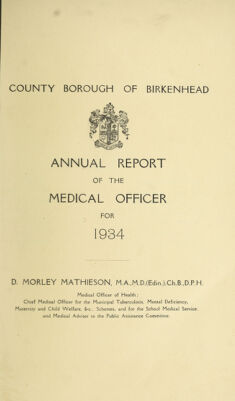 COUNTY BOROUGH OF BIRKENHEAD
ANNUAL REPORT
OF THE
MEDICAL OFFICER
FOR
1934
D. MORLEY MATHIESON, M.A.,M.D.(Edin.),Ch.B.,D.P.H.
Medical Officer of Health;
Chief Medical Officer for the Municipal Tuberculosis, Mental Deficiency,
Maternity and Child Welfare, &c., Schemes, and for the School Medical Service
and Medical Adviser to the Public Assistance Committee.